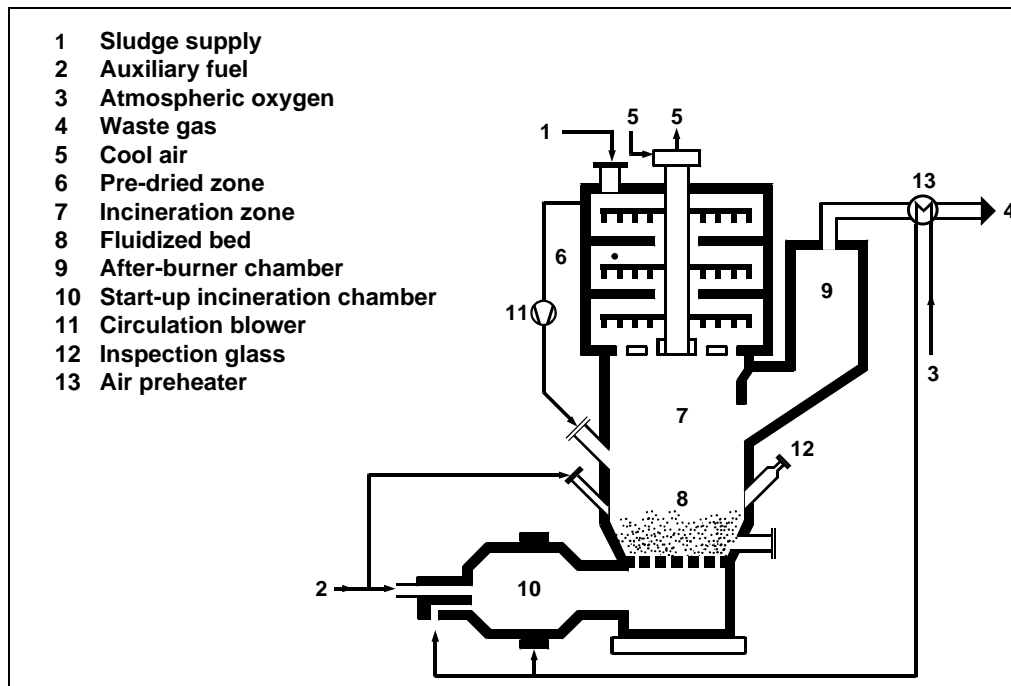 1 Sludge supply
2 Auxiliary fuel
3 Atmospheric oxygen
4 Waste gas
5 Cool air
6 Pre-dried zone
7 Incineration zone
8 Fluidized bed
9 After-burner chamber
10 Start-up incineration chamber
11 Circulation blower
12 Inspection glass
13 Air preheater
1
5
5
13
4
6
9
11
3
7
12
8
2
10